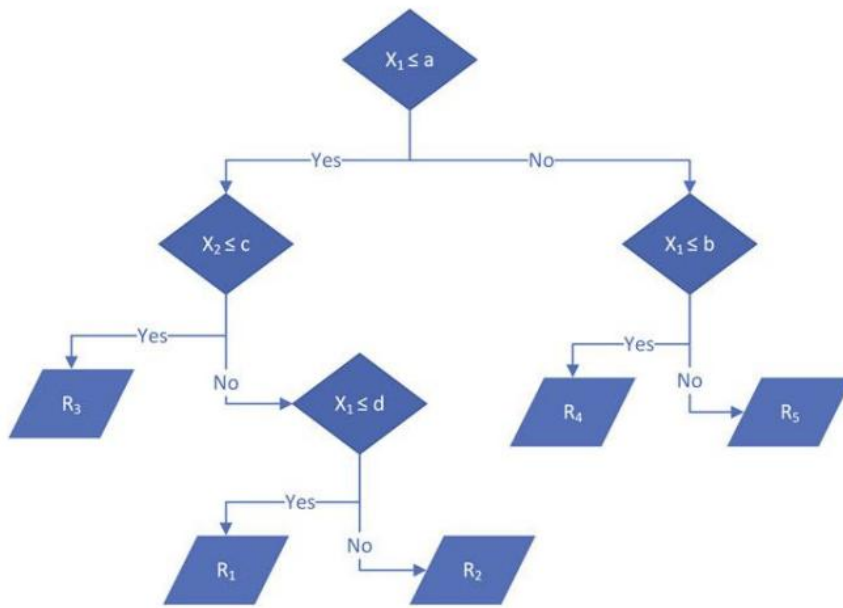 X₁ ≤ a
Yes
No
X₂ ≤ c
X₁ ≤ b
Yes
No
R₃
X₁ ≤ d
Yes
No
R₄
R₅
Yes
No
R₁
R₂